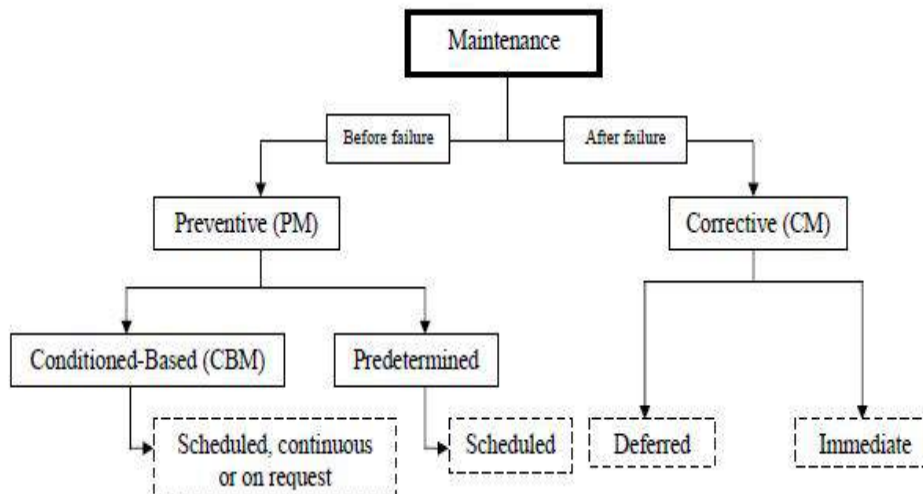 Maintenance
Before failure
After failure
Preventive (PM)
Corrective (CM)
Conditioned-Based (CBM)
Predetermined
Scheduled, continuous
or on request
Scheduled
Deferred
Immediate